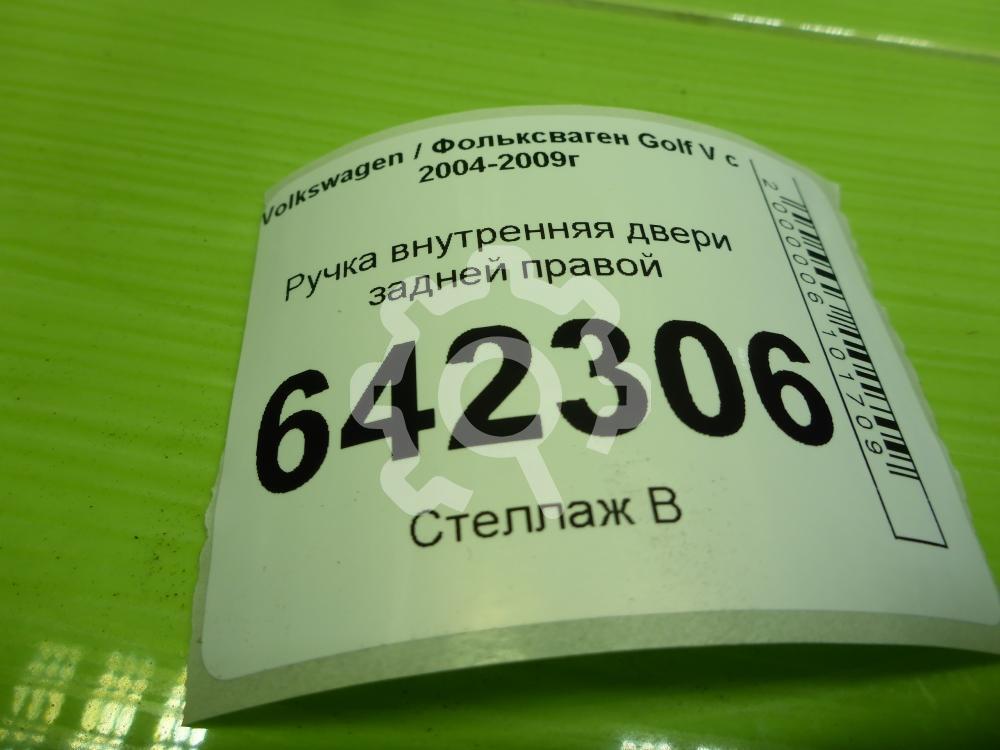 Volkswagen / Фольксваген Golf V с
2004-2009г
Ручка внутренняя двери
задней правой
642306
Стеллаж В
2000006101709